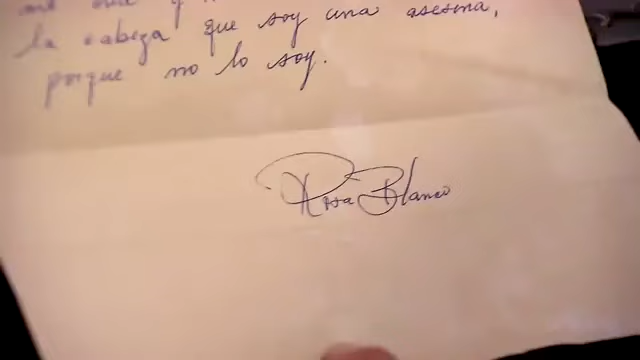 la cabeza que soy una asesina,
porque no lo soy.
Rosa Blanco